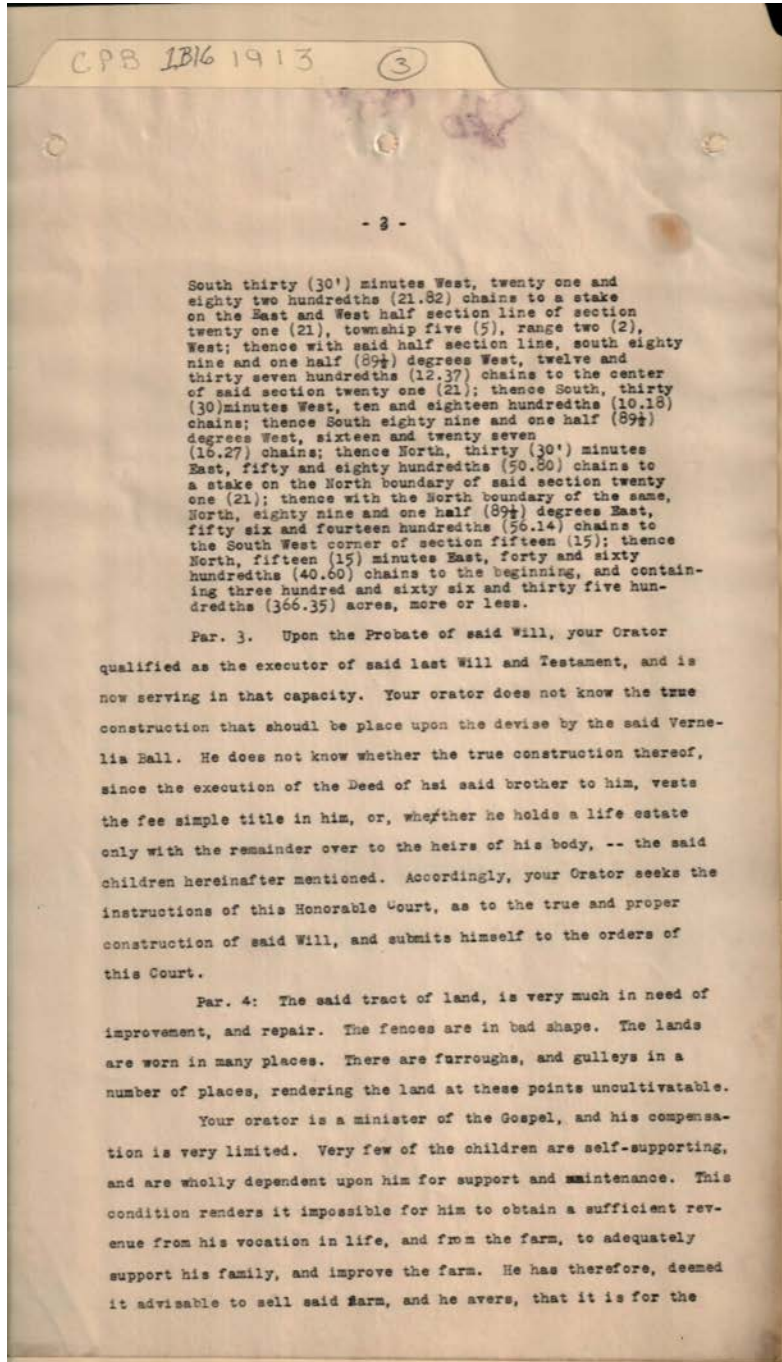 CPB IB16 1913 3
- 3 -
South thirty (30') minutes West, twenty one and
eighty two hundredths (21.82) chains to a stake
on the East and West half section line of section
twenty one (21), township five (5), range two (2),
West; thence with said half section line, south eighty
nine and one half (89½) degrees West, twelve and
thirty seven hundredths (12.37) chains to the center
of said section twenty one (21); thence South, thirty
(30)minutes West, ten and eighteen hundredths (10.18)
chains; thence South eighty nine and one half (89½)
degrees West, sixteen and twenty seven
(16.27) chains; thence North, thirty (30') minutes
East, fifty and eighty hundredths (50.80) chains to
a stake on the North boundary of said section twenty
one (21); thence with the North boundary of the same,
North, eighty nine and one half (89½) degrees East,
fifty six and fourteen hundredths (56.14) chains to
the South West corner of section fifteen (15); thence
North, fifteen (15) minutes East, forty and sixty
hundredths (40.60) chains to the beginning, and contain-
ing three hundred and sixty six and thirty five hun-
dredths (366.35) acres, more or less.
Par. 3. Upon the Probate of said Will, your Orator
qualified as the executor of said last Will and Testament, and is
now serving in that capacity. Your orator does not know the true
construction that shoudl be place upon the devise by the said Verne-
lia Ball. He does not know whether the true construction thereof,
since the execution of the Deed of hsi said brother to him, vests
the fee simple title in him, or, whether he holds a life estate
only with the remainder over to the heirs of his body, -- the said
children hereinafter mentioned. Accordingly, your Orator seeks the
instructions of this Honorable Court, as to the true and proper
construction of said Will, and submits himself to the orders of
this Court.
Par. 4: The said tract of land, is very much in need of
improvement, and repair. The fences are in bad shape. The lands
are worn in many places. There are furroughs, and gulleys in a
number of places, rendering the land at these points uncultivatable.
Your orator is a minister of the Gospel, and his compensa-
tion is very limited. Very few of the children are self-supporting,
and are wholly dependent upon him for support and maintenance. This
condition renders it impossible for him to obtain a sufficient rev-
enue from his vocation in life, and from the farm, to adequately
support his family, and improve the farm. He has therefore, deemed
it advisable to sell said farm, and he avers, that it is for the